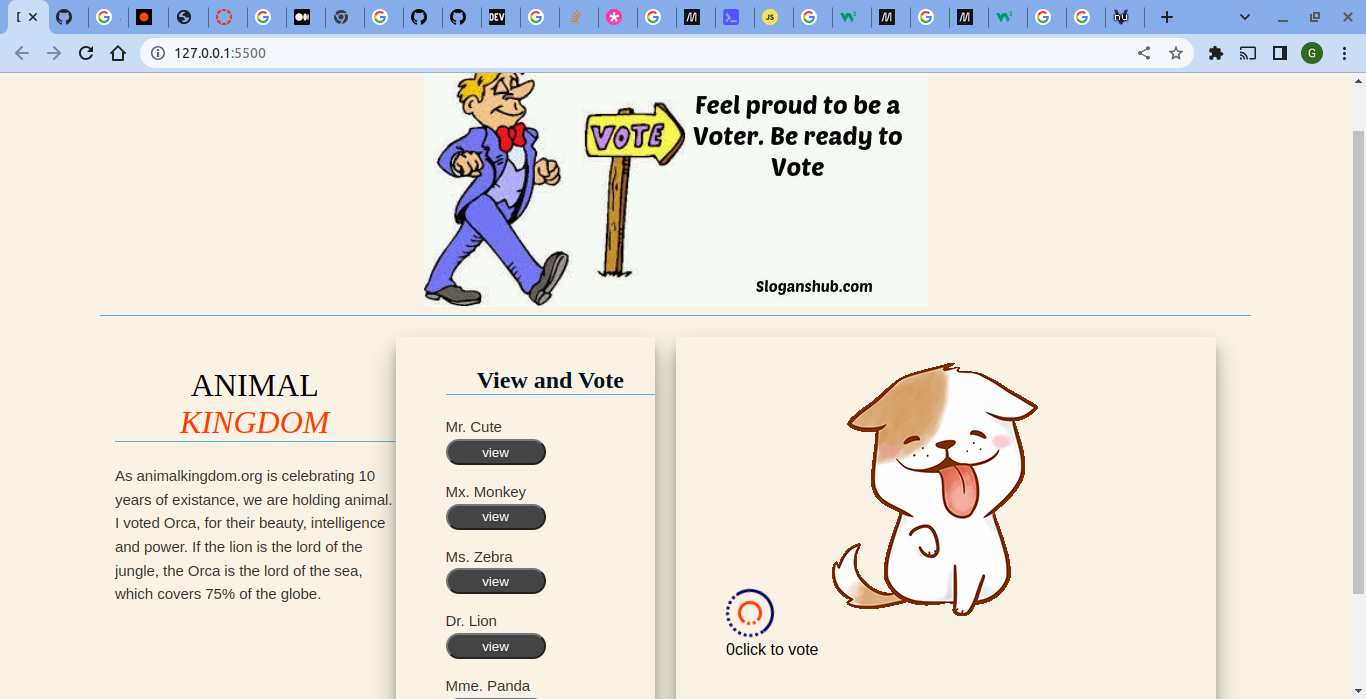 [
DEV
JS
G
127.0.0.1:5500
Feel proud to be a
Voter. Be ready to
Vote
VOTE
Sloganshub.com
ANIMAL
KINGDOM
As animalkingdom.org is celebrating 10
years of existance, we are holding animal.
I voted Orca, for their beauty, intelligence
and power. If the lion is the lord of the
jungle, the Orca is the lord of the sea,
which covers 75% of the globe.
View and Vote
Mr. Cute
view
Mx. Monkey
view
Ms. Zebra
view
Dr. Lion
view
Mme. Panda
0click to vote